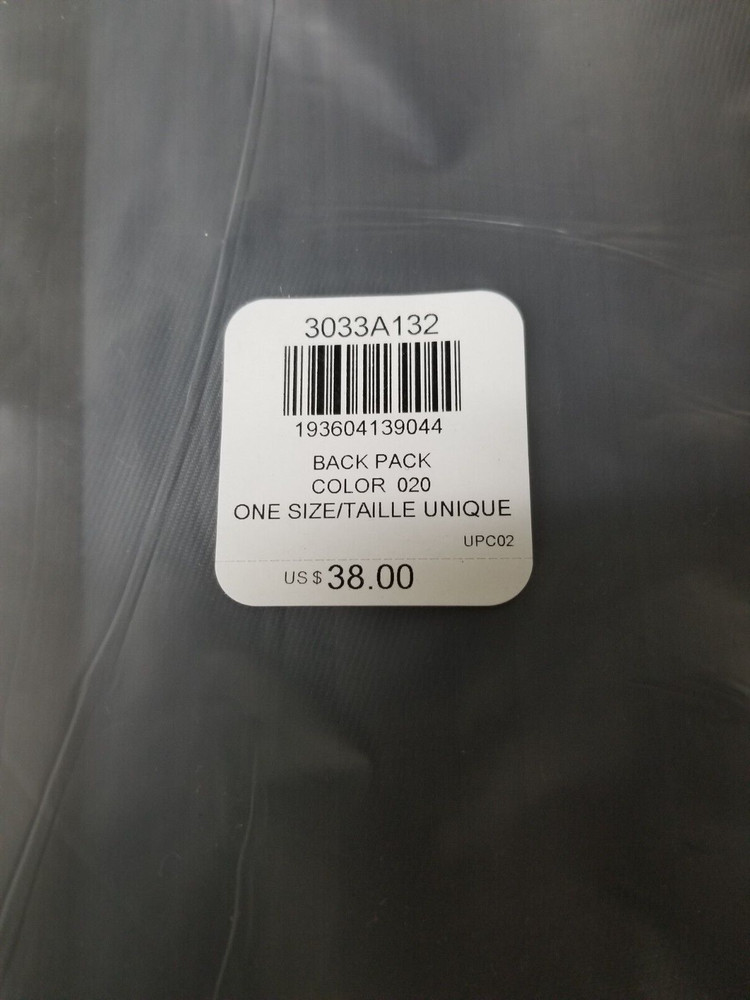 3033A132
193604139044
BACK PACK
COLOR 020
ONE SIZE/TAILLE UNIQUE
UPC02
US $ 38.00